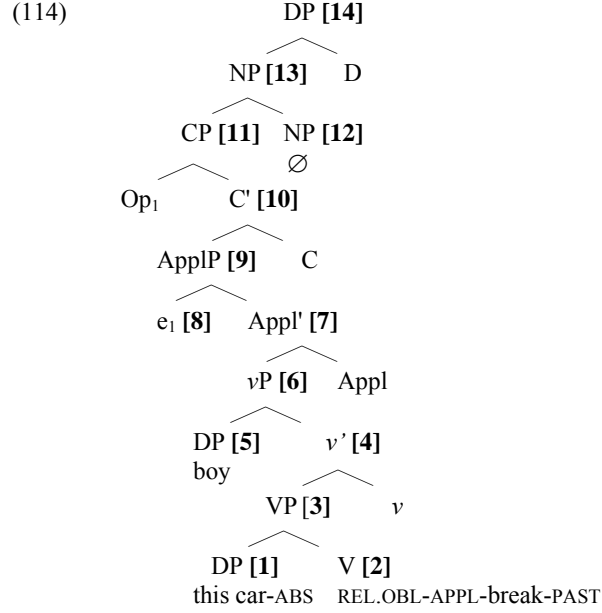 (114) DP [14]
NP [13] D
CP [11] NP [12]
∅
Op₁ C' [10]
ApplP [9] C
e₁ [8] Appl' [7]
vP [6] Appl
DP [5] v’ [4]
boy
VP [3] v
DP [1] V [2]
this car-ABS REL.OBL-APPL-break-PAST